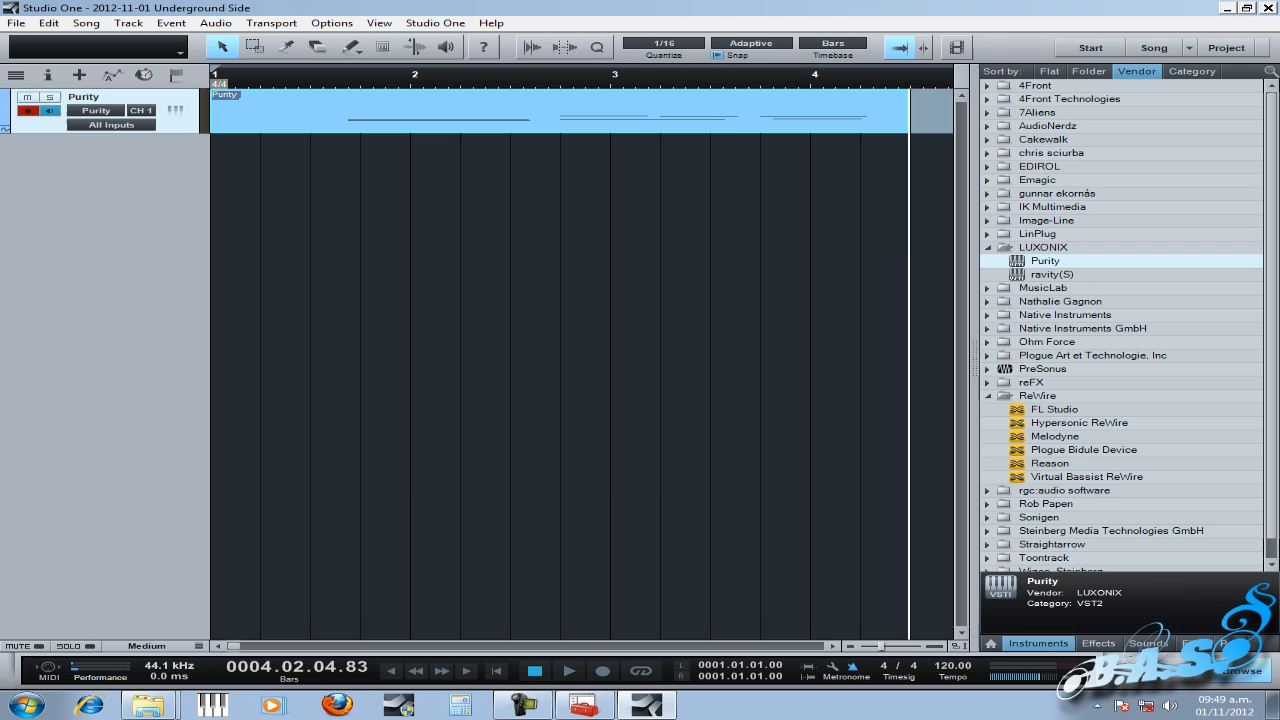 Studio One - 2012-11-01 Underground Side
File Edit Song Track Event Audio Transport Options View Studio One Help
1/16 Quantize
Adaptive Snap
Bars Timebase
Start Song Project
1 2 3 4
4/4
Sort by: Flat Folder Vendor Category
M S Purity
Purity CH 1
All Inputs
Purity
4Front
4Front Technologies
7Aliens
AudioNerdz
Cakewalk
chris sciurba
EDIROL
Emagic
gunnar ekornås
IK Multimedia
Image-Line
LinPlug
LUXONIX
Purity
ravity(S)
MusicLab
Nathalie Gagnon
Native Instruments
Native Instruments GmbH
Ohm Force
Plogue Art et Technologie, Inc
PreSonus
reFX
ReWire
FL Studio
Hypersonic ReWire
Melodyne
Plogue Bidule Device
Reason
Virtual Bassist ReWire
rgc:audio software
Rob Papen
Sonigen
Steinberg Media Technologies GmbH
Straightarrow
Toontrack
Purity
Vendor: LUXONIX
Category: VST2
VSTi
MUTE SOLO Medium
Instruments Effects Sounds
MIDI
Performance
44.1 kHz
0.0 ms
0004.02.04.83
Bars
L 0001.01.01.00
R 0001.01.01.00
Metronome
4 / 4
Timesig
120.00
Tempo
Browse
B.A.S
09:49 a.m.
01/11/2012